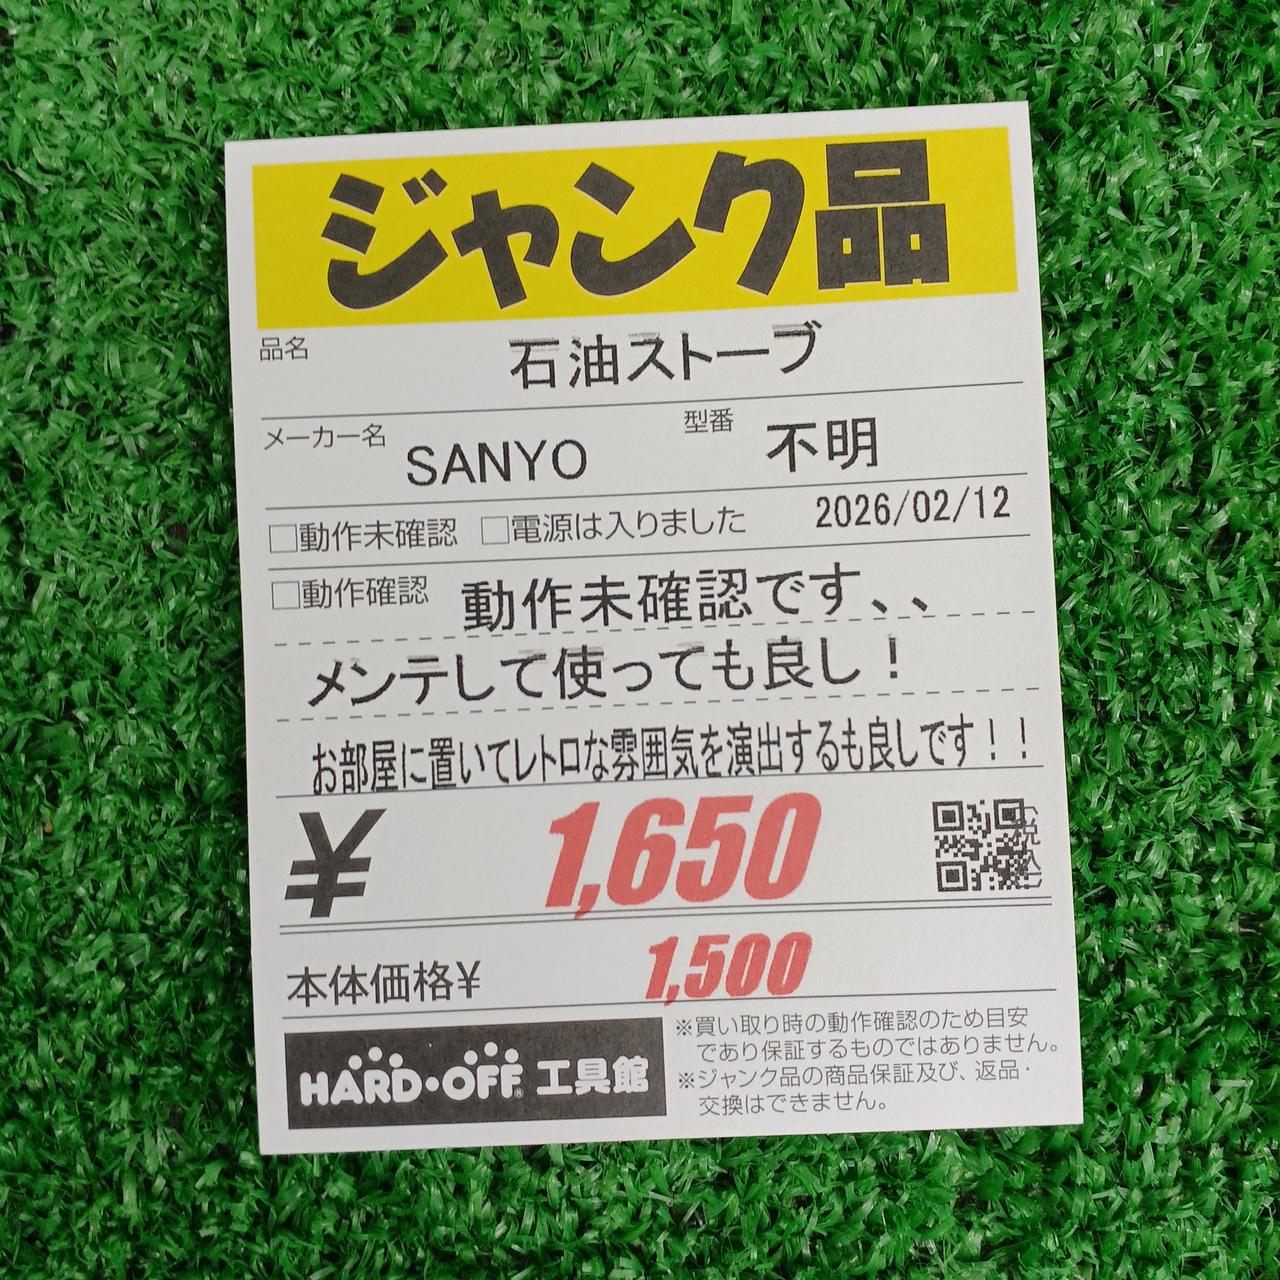 ジャンク品
品名 石油ストーブ
メーカー名 SANYO 型番 不明
□動作未確認 □電源は入りました 2026/02/12
□動作確認 動作未確認です、、
メンテして使っても良し！
お部屋に置いてレトロな雰囲気を演出するも良しです！！
¥ 1,650 (税込)
本体価格¥ 1,500
HARD・OFF® 工具館
※買い取り時の動作確認のため目安
であり保証するものではありません。
※ジャンク品の商品保証及び、返品・
交換はできません。